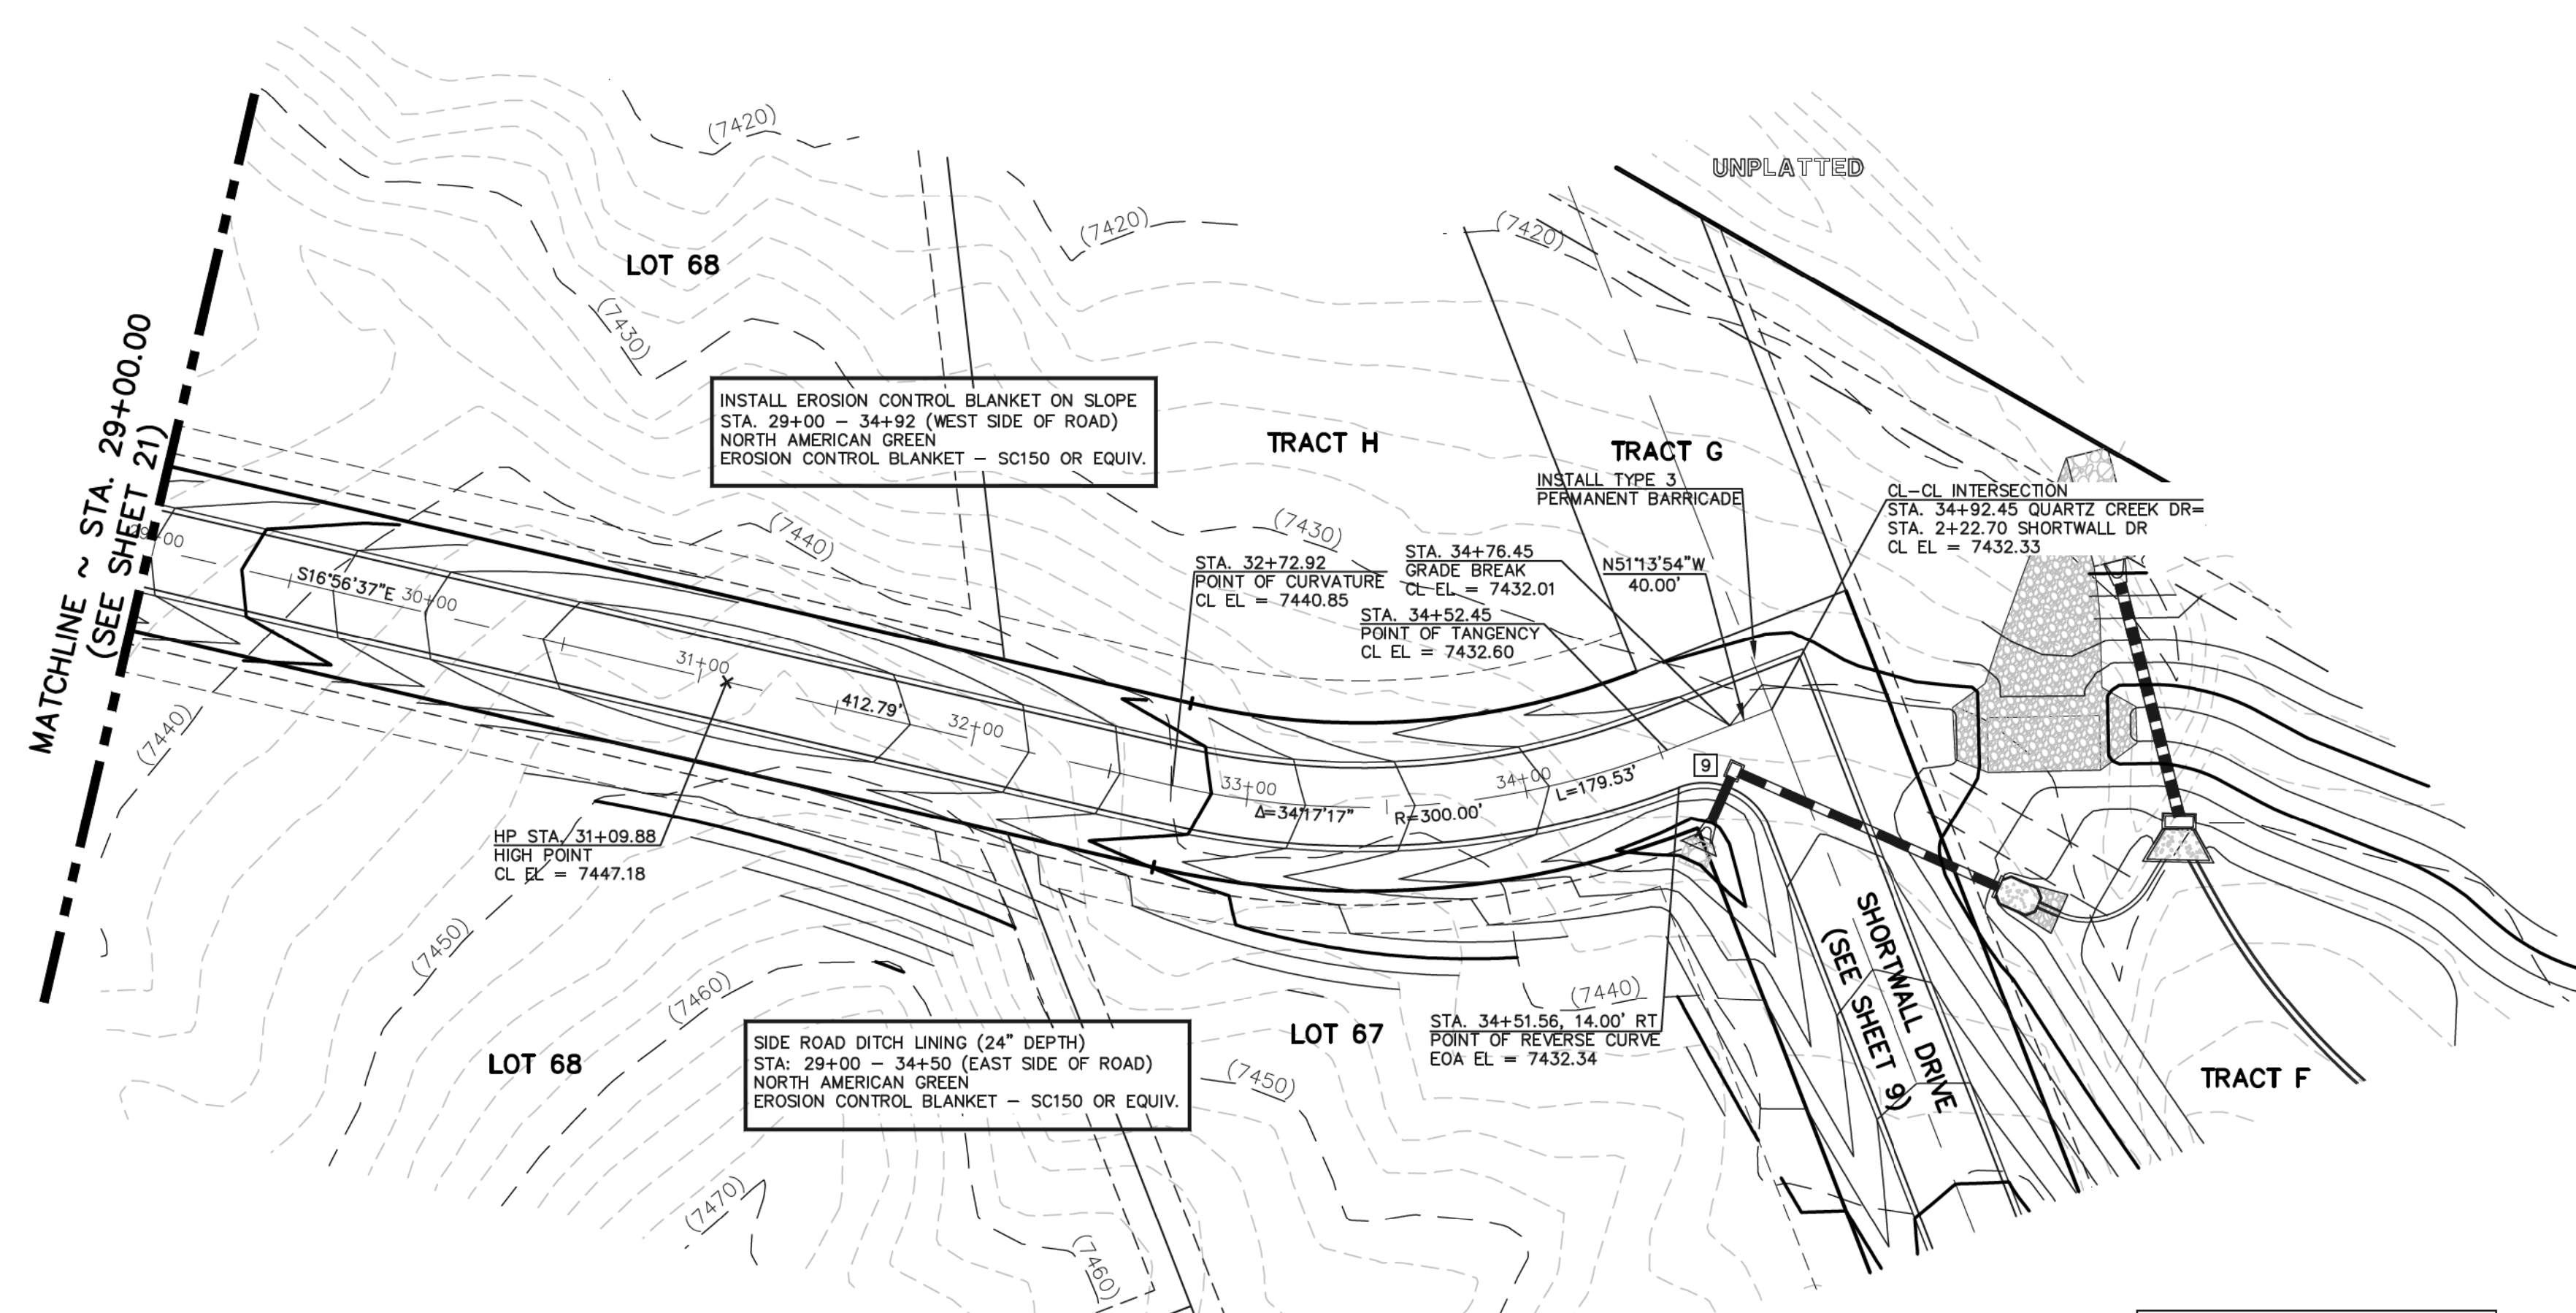 (7420)
UNPLATTED
(7420)
(7420)
LOT 68
(7430)
MATCHLINE ~ STA. 29+00.00
(SEE SHEET 21)
INSTALL EROSION CONTROL BLANKET ON SLOPE
STA. 29+00 – 34+92 (WEST SIDE OF ROAD)
NORTH AMERICAN GREEN
EROSION CONTROL BLANKET – SC150 OR EQUIV.
TRACT H
TRACT G
INSTALL TYPE 3
PERMANENT BARRICADE
CL–CL INTERSECTION
STA. 34+92.45 QUARTZ CREEK DR=
STA. 2+22.70 SHORTWALL DR
CL EL = 7432.33
(7440)
(7430)
29+00
STA. 32+72.92
POINT OF CURVATURE
CL EL = 7440.85
STA. 34+76.45
GRADE BREAK
CL EL = 7432.01
N51°13'54"W
40.00'
STA. 34+52.45
POINT OF TANGENCY
CL EL = 7432.60
S16°56'37"E
30+00
31+00
412.79'
32+00
33+00
34+00
Δ=34°17'17"
R=300.00'
L=179.53'
9
(7440)
HP STA. 31+09.88
HIGH POINT
CL EL = 7447.18
(7450)
(7460)
(7440)
SHORTWALL DRIVE
(SEE SHEET 9)
LOT 68
SIDE ROAD DITCH LINING (24" DEPTH)
STA: 29+00 – 34+50 (EAST SIDE OF ROAD)
NORTH AMERICAN GREEN
EROSION CONTROL BLANKET – SC150 OR EQUIV.
LOT 67
STA. 34+51.56, 14.00' RT
POINT OF REVERSE CURVE
EOA EL = 7432.34
(7450)
TRACT F
(7470)
(7460)